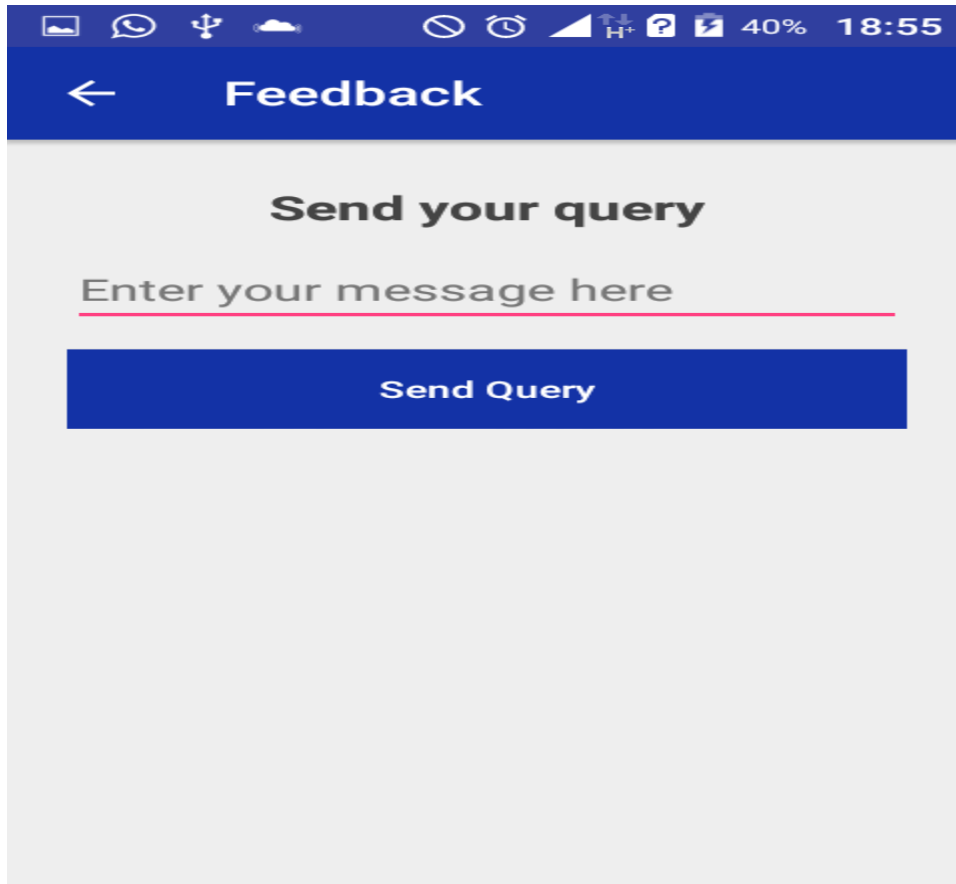 H+ ? 40% 18:55
Feedback
Send your query
Enter your message here
Send Query